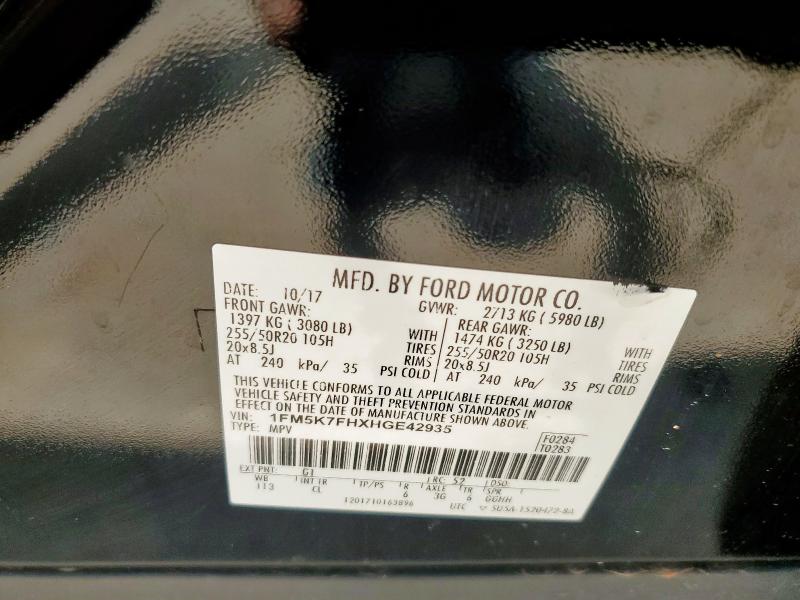 MFD. BY FORD MOTOR CO.
DATE: 10/17
GVWR: 2713 KG ( 5980 LB)
FRONT GAWR:
1397 KG ( 3080 LB)
255/50R20 105H
20x8.5J
AT 240 kPa/ 35
WITH
TIRES
RIMS
PSI COLD
REAR GAWR:
1474 KG ( 3250 LB)
255/50R20 105H
20x8.5J
AT 240 kPa/ 35
WITH
TIRES
RIMS
PSI COLD
THIS VEHICLE CONFORMS TO ALL APPLICABLE FEDERAL MOTOR
VEHICLE SAFETY AND THEFT PREVENTION STANDARDS IN
EFFECT ON THE DATE OF MANUFACTURE SHOWN ABOVE.
VIN: 1FM5K7FHXHGE42935
TYPE: MPV
F0284
T0283
EXT PNT: G1 RC: 52 DSO:
WB INT TR TP/PS R AXLE TR SPR
113 CL 6 3G 6
1201710163896
UTC